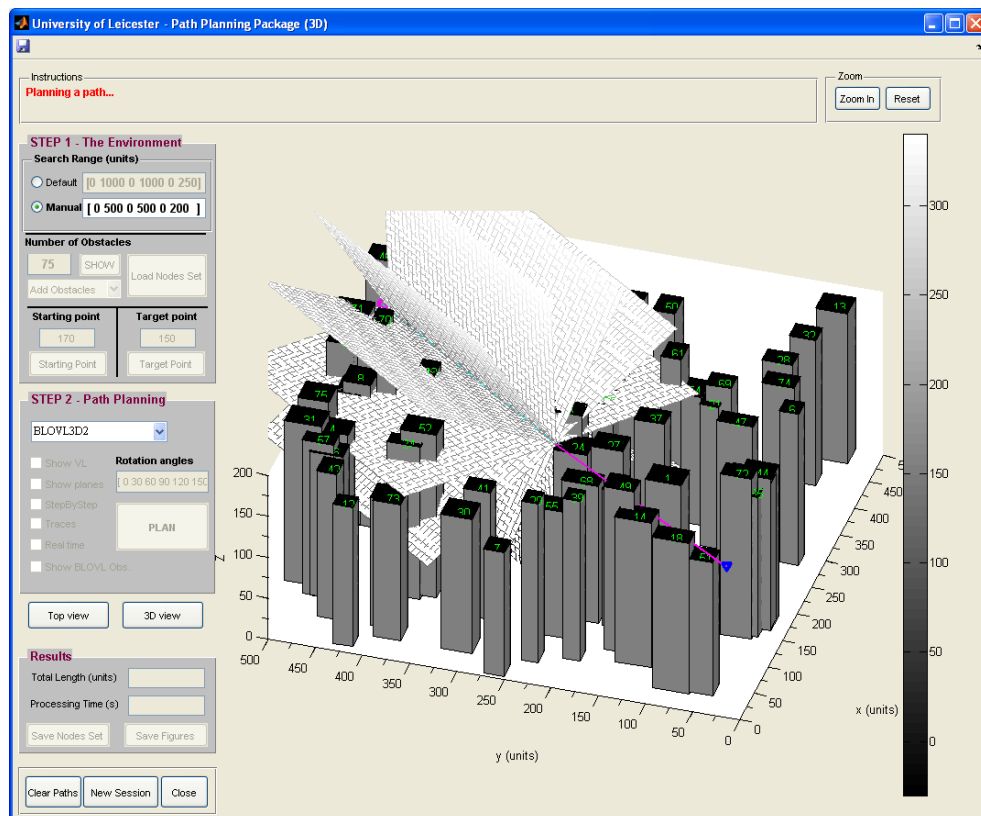 University of Leicester - Path Planning Package (3D)
Instructions
Planning a path...
Zoom
Zoom In
Reset
STEP 1 - The Environment
Search Range (units)
Default [0 1000 0 1000 0 250]
Manual [ 0 500 0 500 0 200 ]
Number of Obstacles
75 SHOW
Load Nodes Set
Add Obstacles
Starting point Target point
170 150
Starting Point Target Point
STEP 2 - Path Planning
BLOVL3D2
Show VL Rotation angles
Show planes [ 0 30 60 90 120 150
StepByStep
Traces
PLAN
Real time
Show BLOVL Obs.
Top view 3D view
Results
Total Length (units)
Processing Time (s)
Save Nodes Set Save Figures
Clear Paths New Session Close
300
250
200
150
100
50
0
13
32
28
74
6
61
69
47
37
27
24
68
49
1
72
44
14
18
51
39
55
29
41
30
7
73
12
42
57
31
75
8
52
70
Z
200
150
100
50
0
500
450
400
350
300
250
200
150
100
50
0
y (units)
0
50
100
150
200
250
300
350
400
450
x (units)